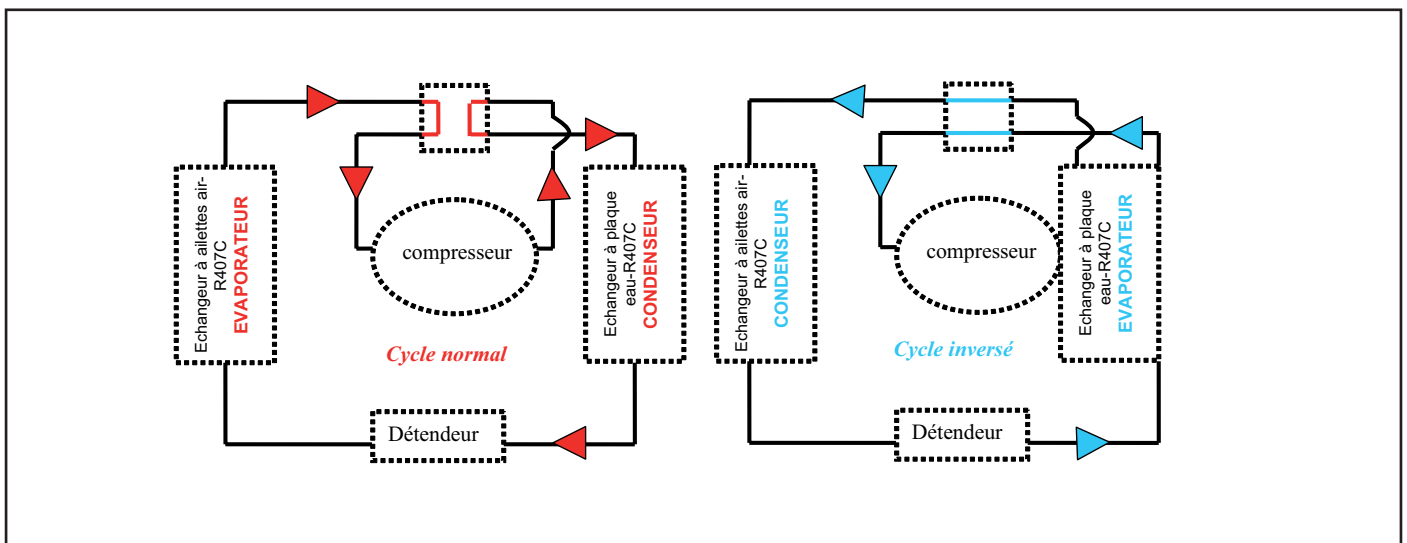 Echangeur à ailettes air-
R407C
EVAPORATEUR
compresseur
Echangeur à plaque
eau-R407C
CONDENSEUR
Cycle normal
Détendeur
Echangeur à ailettes air-
R407C
CONDENSEUR
compresseur
Echangeur à plaque
eau-R407C
EVAPORATEUR
Cycle inversé
Détendeur